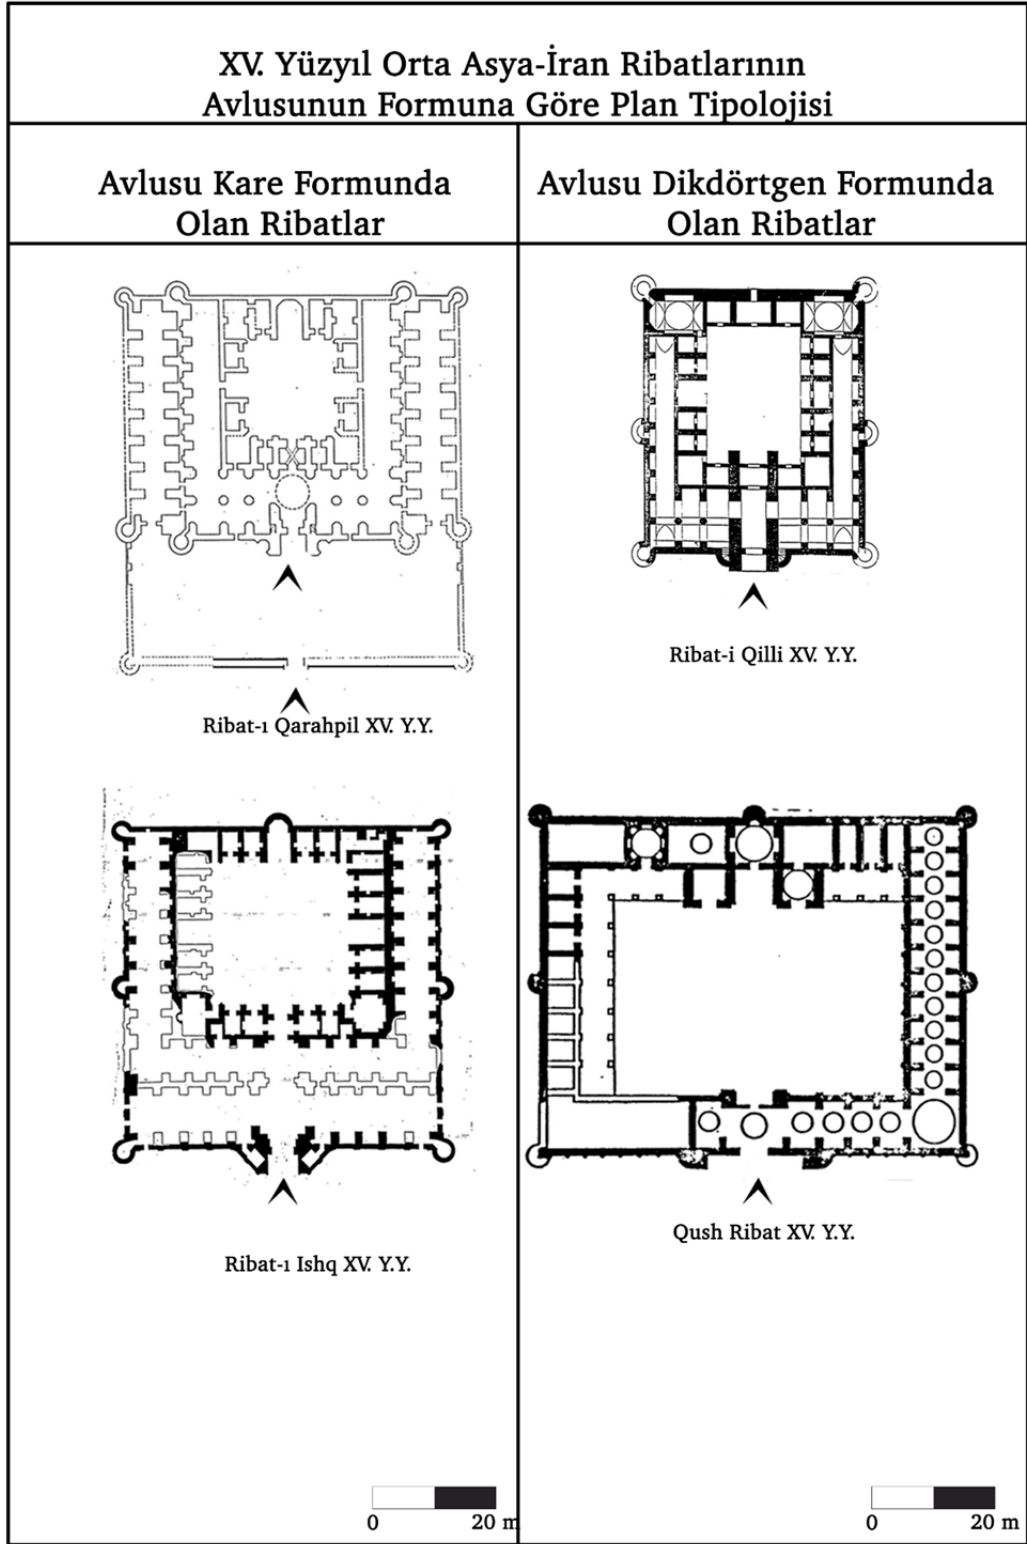 XV. Yüzyıl Orta Asya-İran Ribatlarının
Avlusunun Formuna Göre Plan Tipolojisi
Avlusu Kare Formunda
Olan Ribatlar
Avlusu Dikdörtgen Formunda
Olan Ribatlar
Ribat-ı Qarahpil XV. Y.Y.
Ribat-i Qilli XV. Y.Y.
Ribat-ı Ishq XV. Y.Y.
Qush Ribat XV. Y.Y.
0 20 m
0 20 m